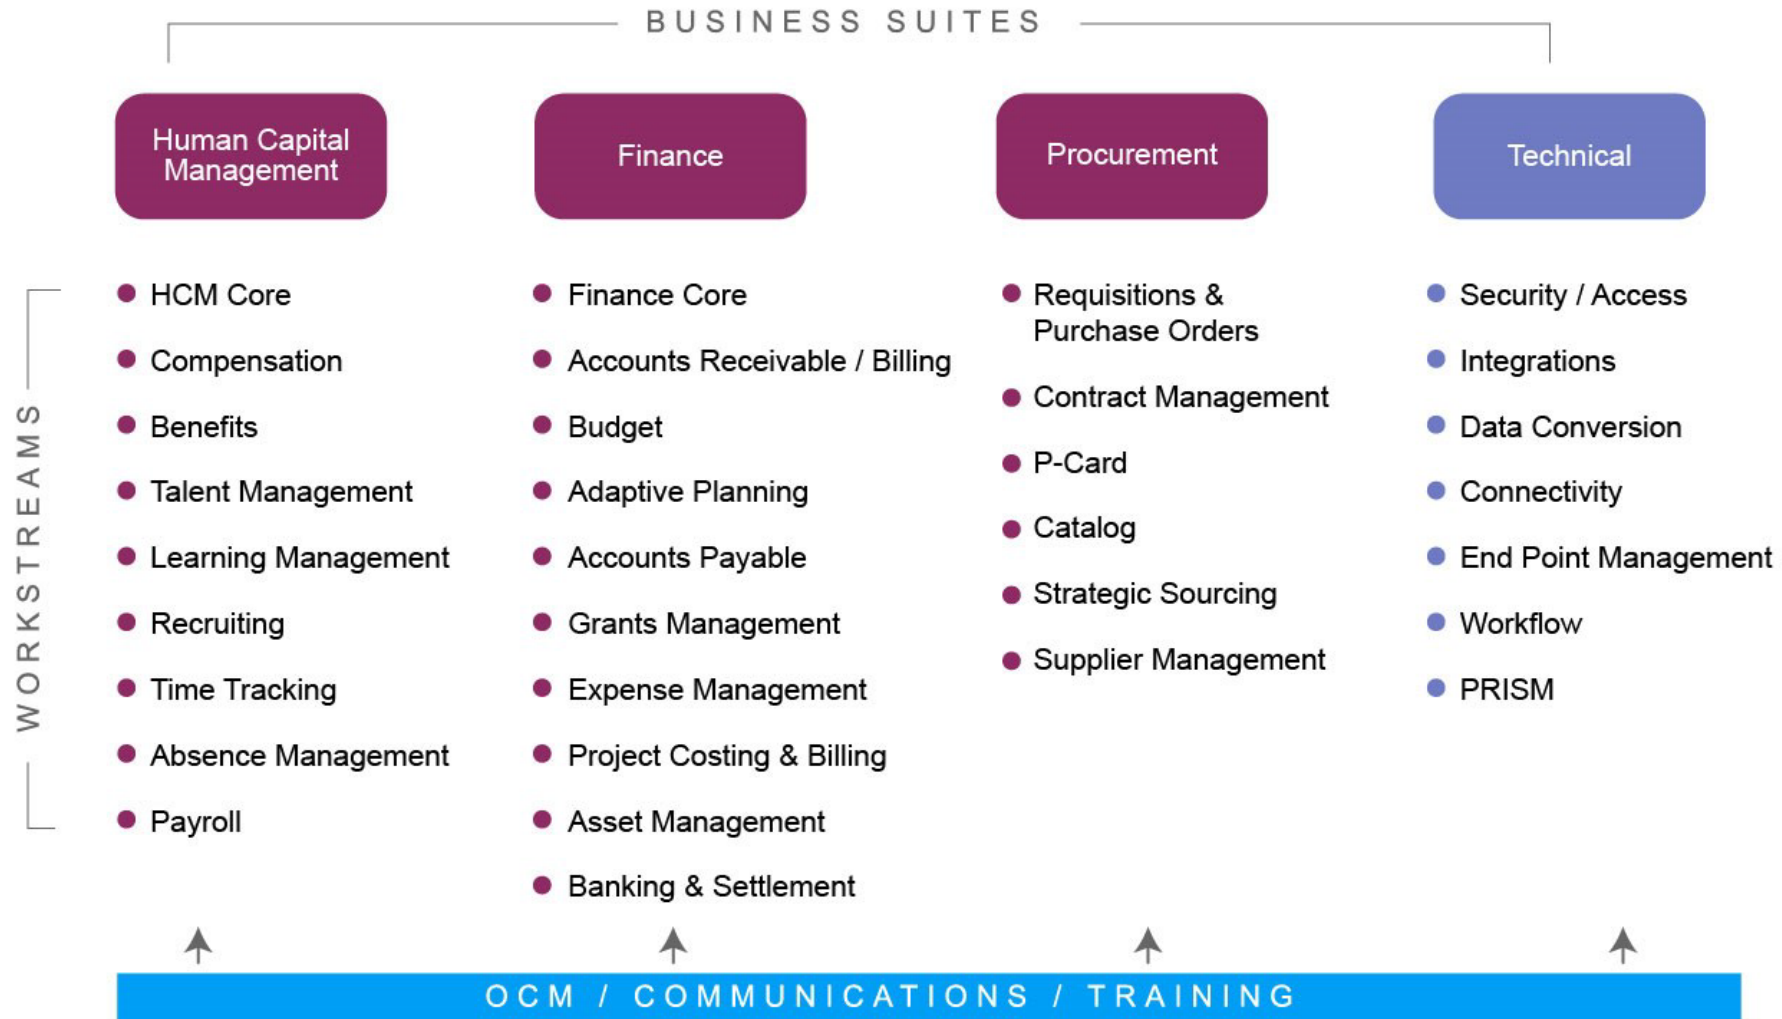 BUSINESS SUITES
Human Capital
Management
Finance
Procurement
Technical
WORKSTREAMS
HCM Core
Compensation
Benefits
Talent Management
Learning Management
Recruiting
Time Tracking
Absence Management
Payroll
Finance Core
Accounts Receivable / Billing
Budget
Adaptive Planning
Accounts Payable
Grants Management
Expense Management
Project Costing & Billing
Asset Management
Banking & Settlement
Requisitions &
Purchase Orders
Contract Management
P-Card
Catalog
Strategic Sourcing
Supplier Management
Security / Access
Integrations
Data Conversion
Connectivity
End Point Management
Workflow
PRISM
OCM / COMMUNICATIONS / TRAINING